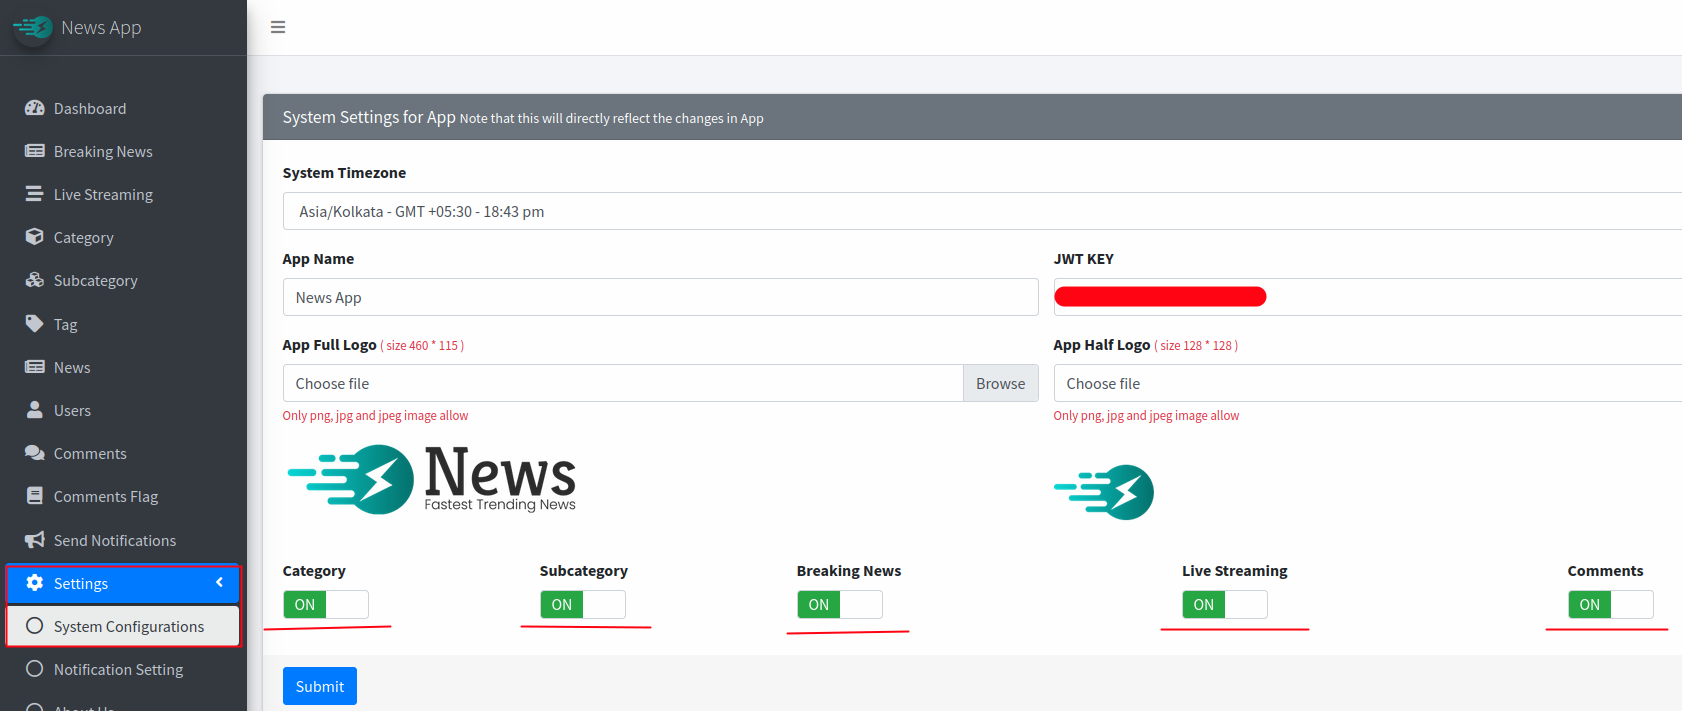 News App
Dashboard
Breaking News
Live Streaming
Category
Subcategory
Tag
News
Users
Comments
Comments Flag
Send Notifications
Settings
System Configurations
Notification Setting
About Us
System Settings for App Note that this will directly reflect the changes in App
System Timezone
Asia/Kolkata - GMT +05:30 - 18:43 pm
App Name
JWT KEY
News App
App Full Logo ( size 460 * 115 )
App Half Logo ( size 128 * 128 )
Choose file
Browse
Choose file
Only png, jpg and jpeg image allow
Only png, jpg and jpeg image allow
News
Fastest Trending News
Category
Subcategory
Breaking News
Live Streaming
Comments
ON
ON
ON
ON
ON
Submit